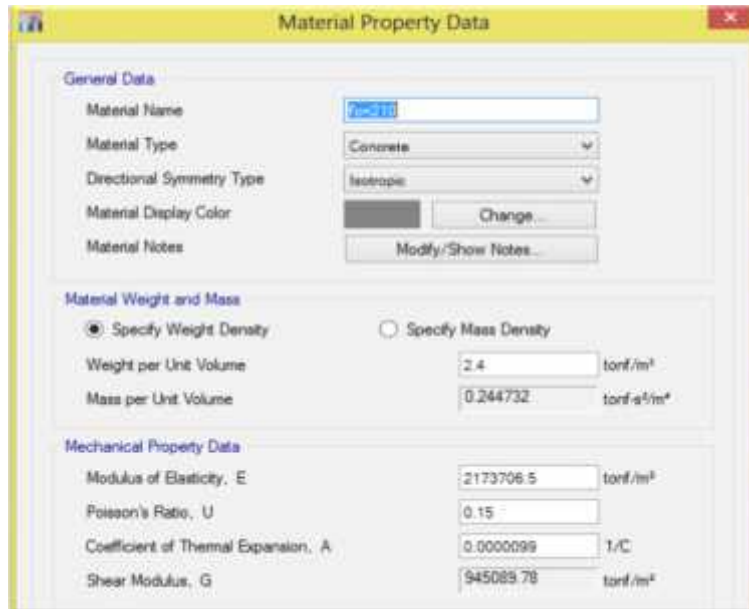 Material Property Data
General Data
Material Name f'c=210
Material Type Concrete
Directional Symmetry Type Isotropic
Material Display Color Change...
Material Notes Modify/Show Notes...
Material Weight and Mass
Specify Weight Density Specify Mass Density
Weight per Unit Volume 2.4 tonf/m³
Mass per Unit Volume 0.244732 tonf-s²/m⁴
Mechanical Property Data
Modulus of Elasticity, E 2173706.5 tonf/m²
Poisson's Ratio, U 0.15
Coefficient of Thermal Expansion, A 0.0000099 1/C
Shear Modulus, G 945089.78 tonf/m²